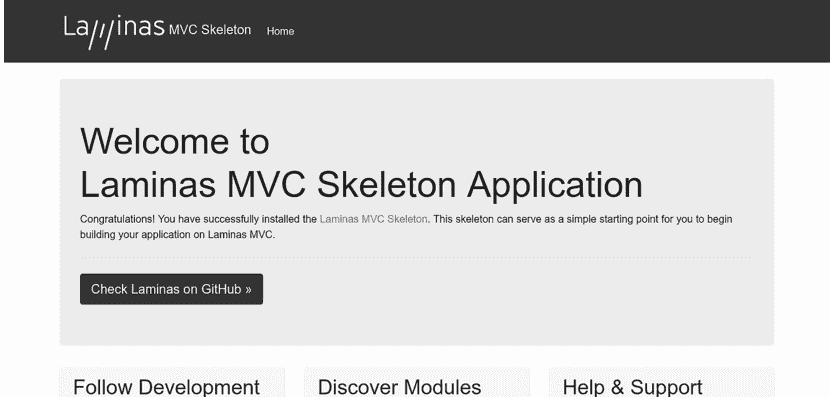 Laminas MVC Skeleton Home
Welcome to
Laminas MVC Skeleton Application
Congratulations! You have successfully installed the Laminas MVC Skeleton. This skeleton can serve as a simple starting point for you to begin
building your application on Laminas MVC.
Check Laminas on GitHub »
Follow Development Discover Modules Help & Support